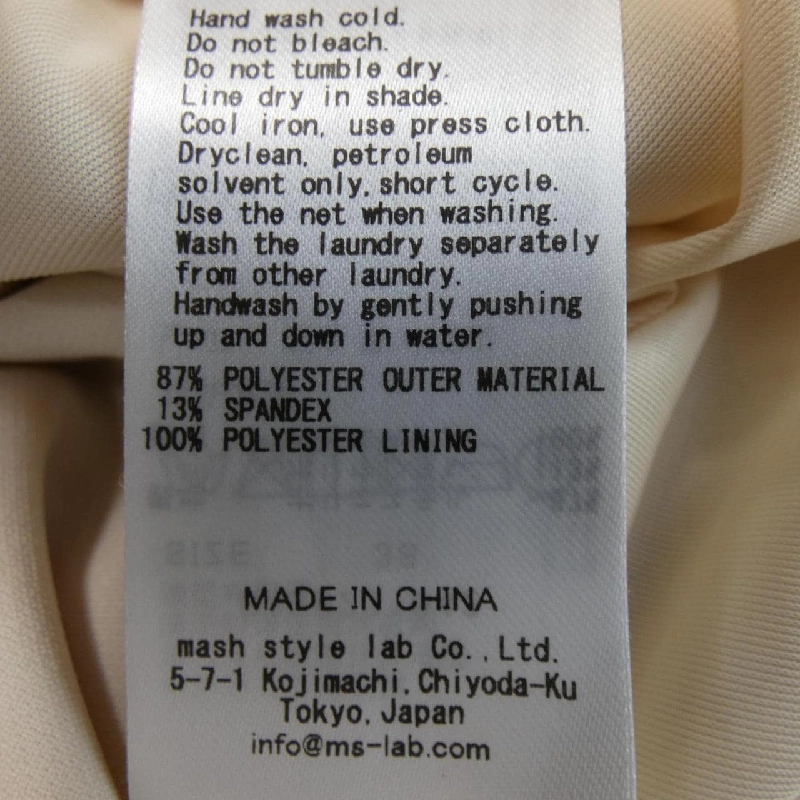 Hand wash cold.
Do not bleach.
Do not tumble dry.
Line dry in shade.
Cool iron, use press cloth.
Dryclean, petroleum
solvent only, short cycle.
Use the net when washing.
Wash the laundry separately
from other laundry.
Handwash by gently pushing
up and down in water.
87% POLYESTER OUTER MATERIAL
13% SPANDEX
100% POLYESTER LINING
SIZE 38
MADE IN CHINA
mash style lab Co., Ltd.
5-7-1 Kojimachi, Chiyoda-Ku
Tokyo, Japan
info@ms-lab.com